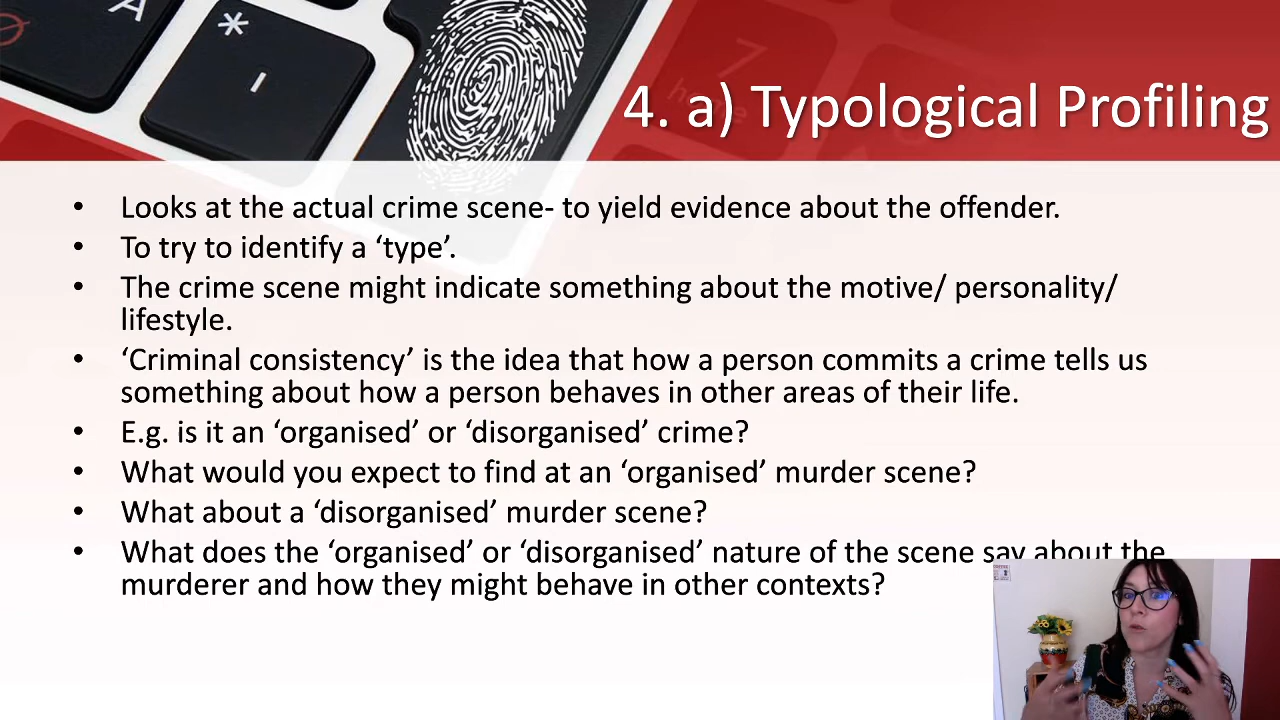 A
*
-
7
home
4. a) Typological Profiling
• Looks at the actual crime scene- to yield evidence about the offender.
• To try to identify a ‘type’.
• The crime scene might indicate something about the motive/ personality/
lifestyle.
• ‘Criminal consistency’ is the idea that how a person commits a crime tells us
something about how a person behaves in other areas of their life.
• E.g. is it an ‘organised’ or ‘disorganised’ crime?
• What would you expect to find at an ‘organised’ murder scene?
• What about a ‘disorganised’ murder scene?
• What does the ‘organised’ or ‘disorganised’ nature of the scene say about the
murderer and how they might behave in other contexts?